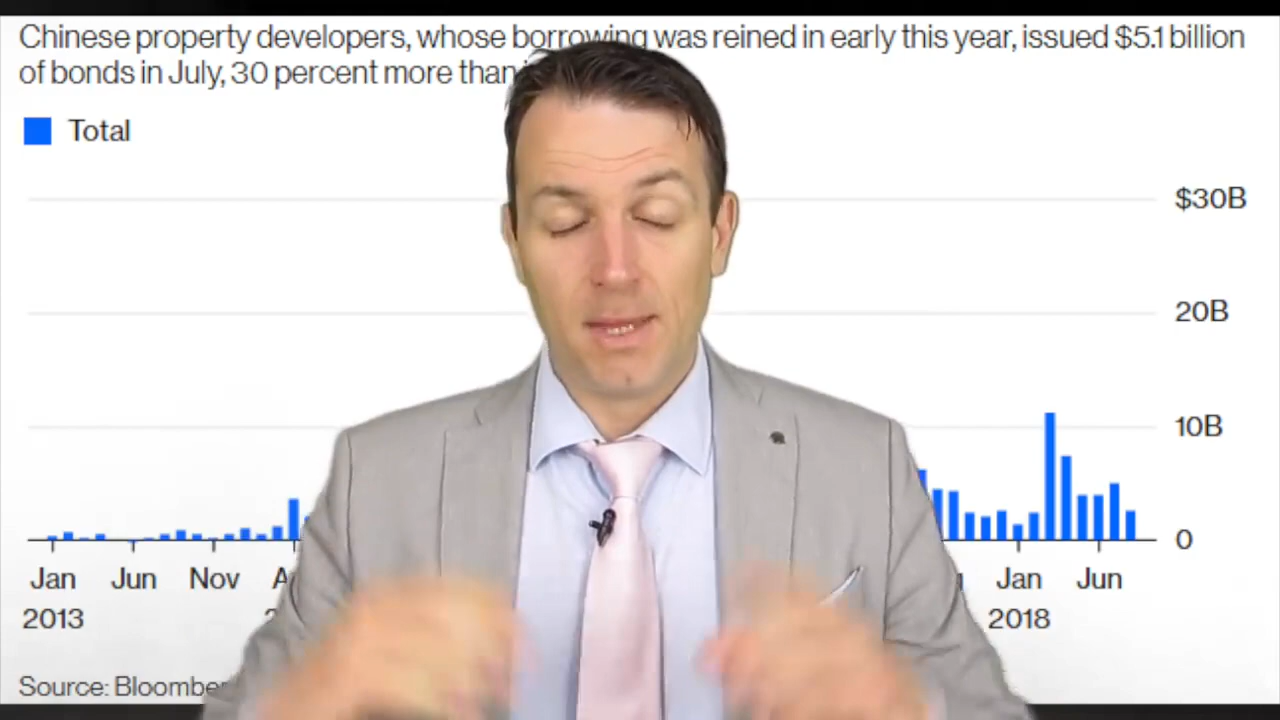 Chinese property developers, whose borrowing was reined in early this year, issued $5.1 billion
of bonds in July, 30 percent more than
Total
$30B
20B
10B
0
Jan Jun Nov Jan Jun
2013 2018
Source: